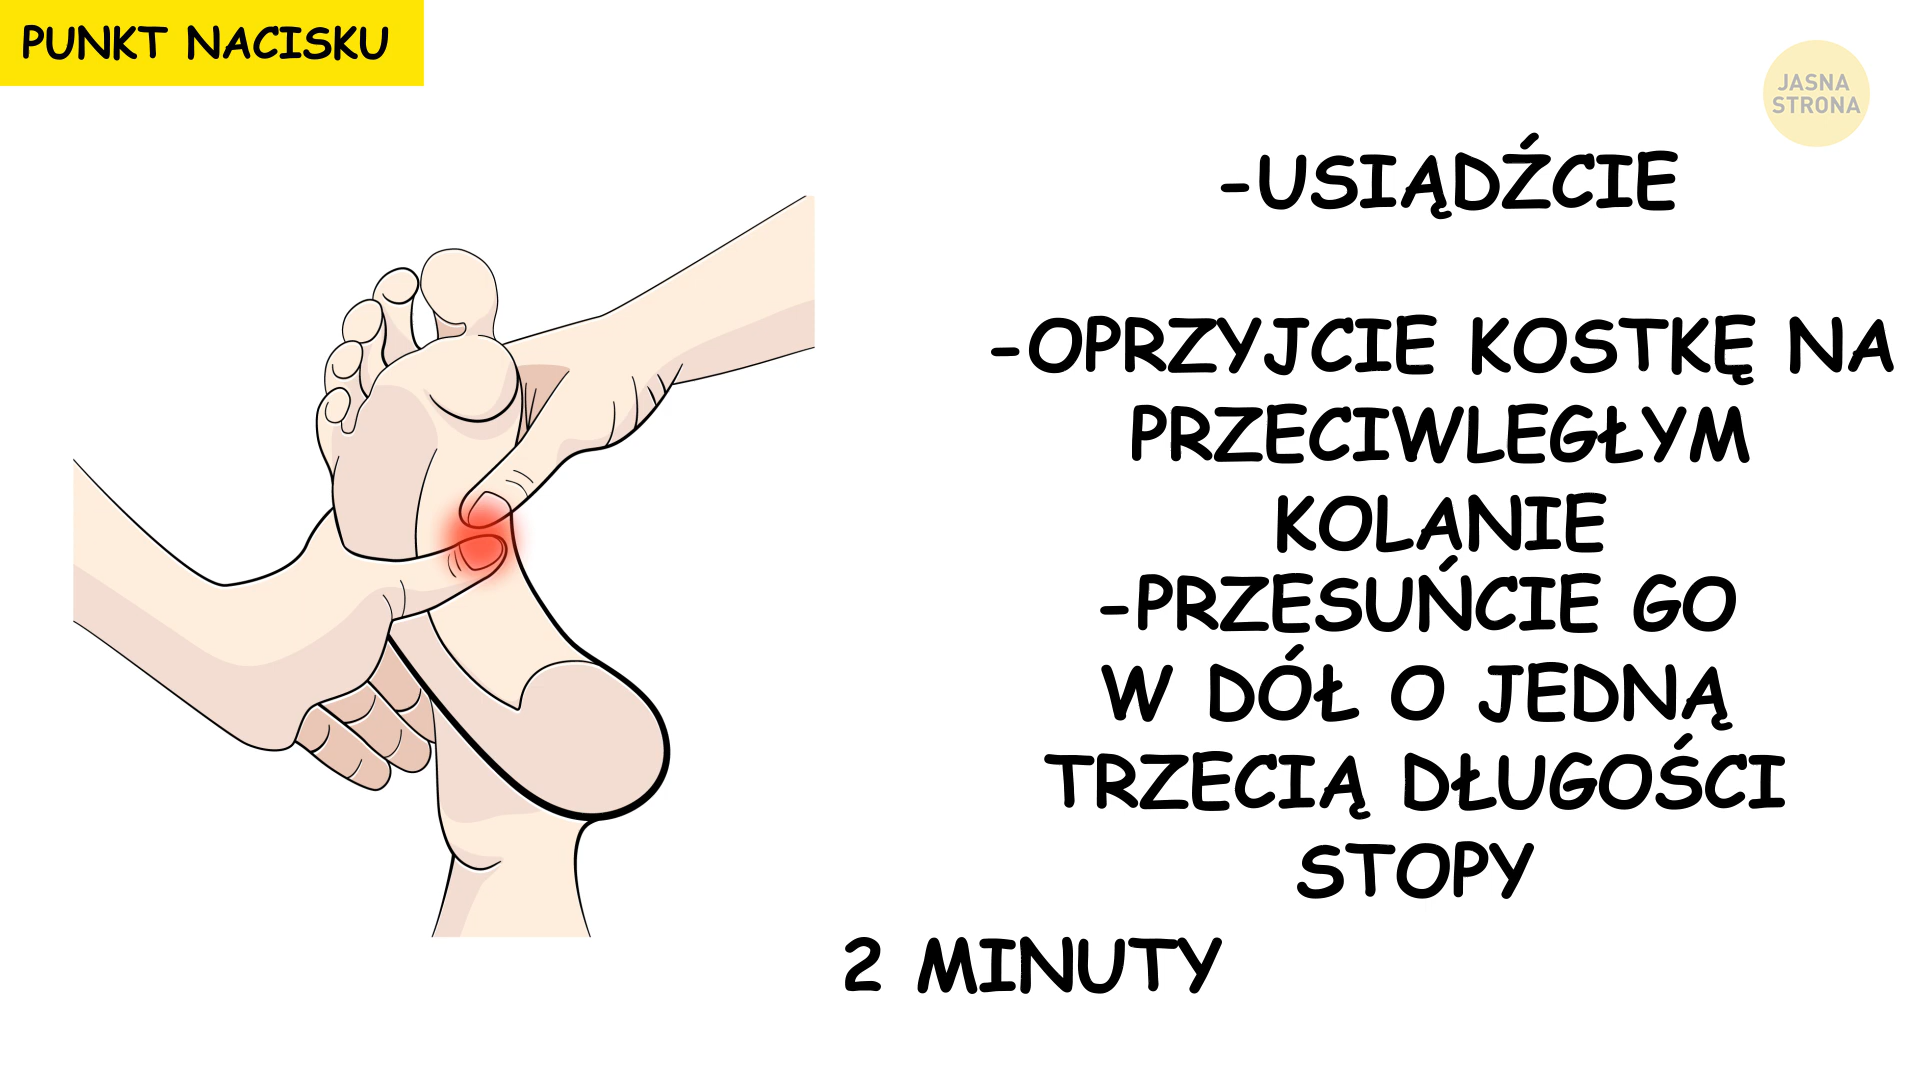 PUNKT NACISKU
JASNA
STRONA
-USIĄDŹCIE
-OPRZYJCIE KOSTKĘ NA
PRZECIWLEGŁYM
KOLANIE
-PRZESUŃCIE GO
W DÓŁ O JEDNĄ
TRZECIĄ DŁUGOŚCI
STOPY
2 MINUTY